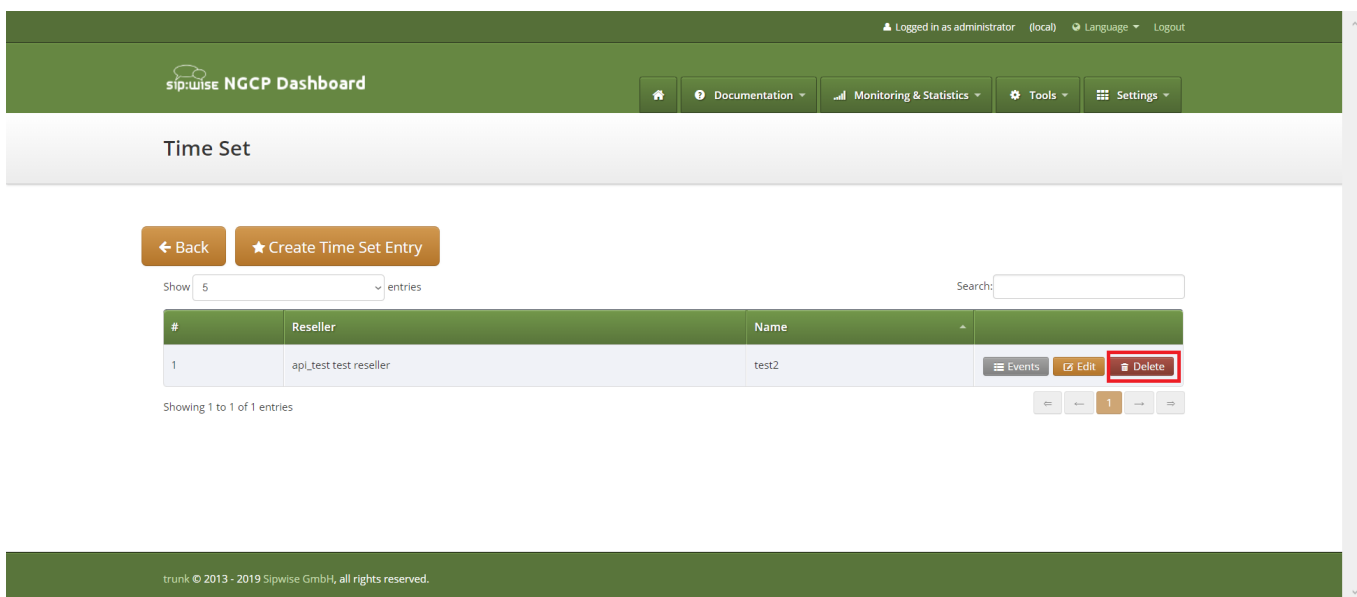 Logged in as administrator (local) Language Logout
sip:wise NGCP Dashboard
Documentation Monitoring & Statistics Tools Settings
Time Set
Back Create Time Set Entry
Show 5 entries Search:
# Reseller Name
1 api_test test reseller test2 Events Edit Delete
Showing 1 to 1 of 1 entries ⇐ ← 1 → ⇒
trunk © 2013 - 2019 Sipwise GmbH, all rights reserved.